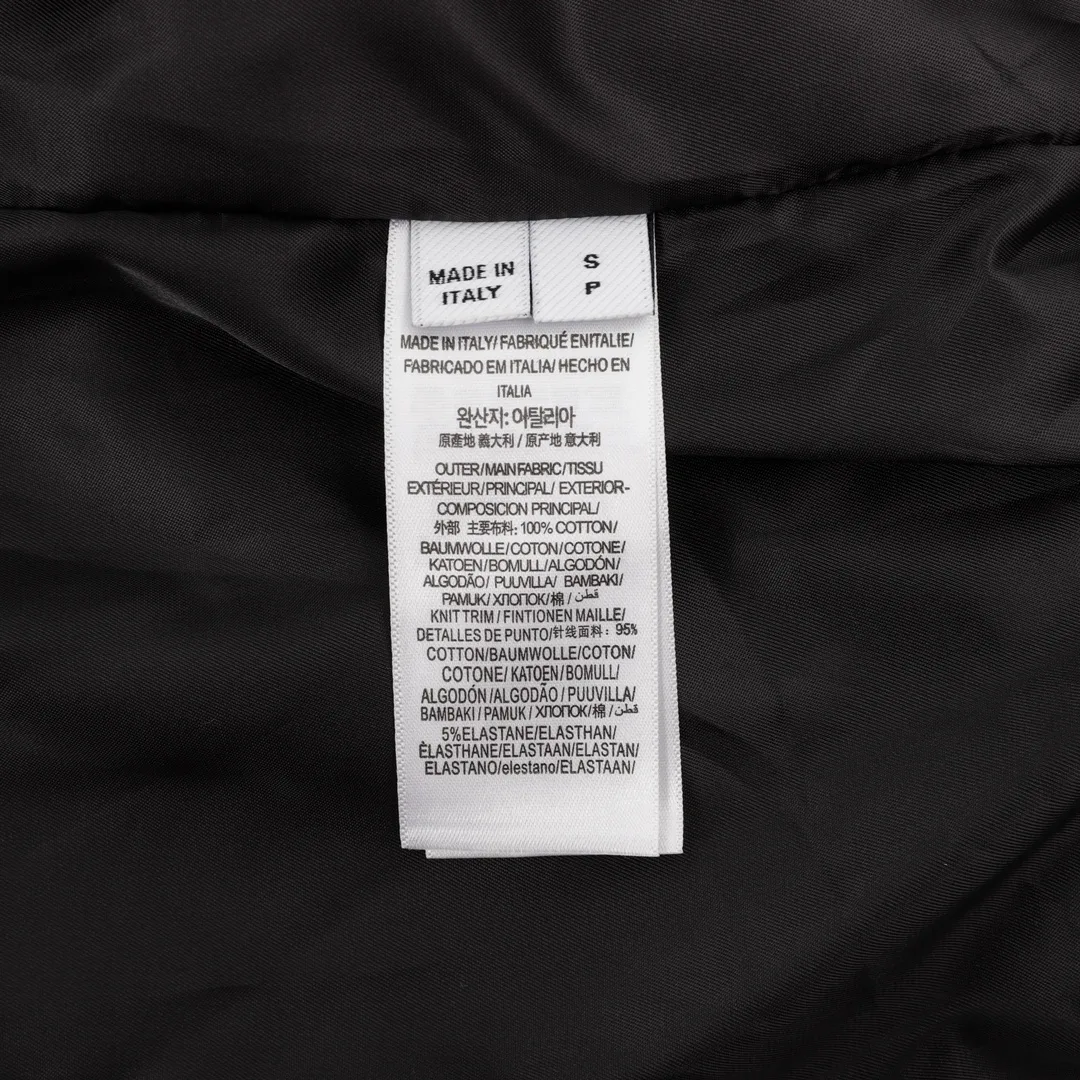 MADE IN
ITALY
S
P
MADE IN ITALY/ FABRIQUÉ ENITALIE/
FABRICADO EM ITALIA/ HECHO EN
ITALIA
완산지: 어탈리아
原產地 義大利 / 原产地 意大利
OUTER/MAIN FABRIC/TISSU
EXTÉRIEUR/PRINCIPAL/ EXTERIOR-
COMPOSICION PRINCIPAL/
外部 主要布料: 100% COTTON/
BAUMWOLLE/COTON/COTONE/
KATOEN/BOMULL/ALGODÓN/
ALGODÃO/ PUUVILLA/ BAMBAKI/
PAMUK/ ХЛОПОК/棉 / قطن
KNIT TRIM / FINTIONEN MAILLE/
DETALLES DE PUNTO/针线面料: 95%
COTTON/BAUMWOLLE/COTON/
COTONE/ KATOEN/BOMULL/
ALGODÓN /ALGODÃO / PUUVILLA/
BAMBAKI / PAMUK / ХЛОПОК/棉 / قطن
5%ELASTANE/ELASTHAN/
ÈLASTHANE/ELASTAAN/ELASTAN/
ELASTANO/elestano/ELASTAAN/